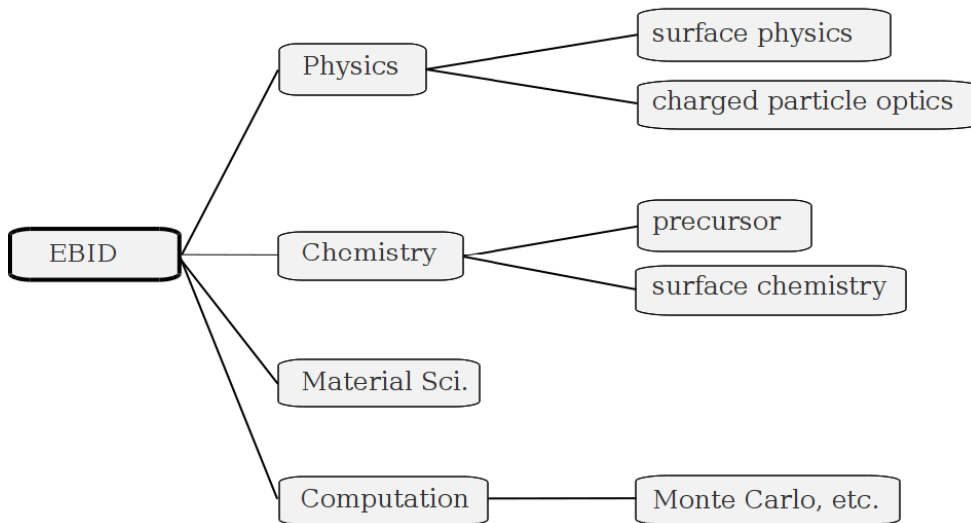 EBID
Physics
surface physics
charged particle optics
Chemistry
precursor
surface chemistry
Material Sci.
Computation
Monte Carlo, etc.